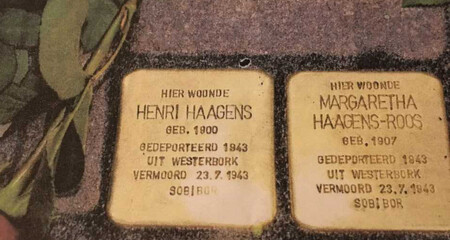 HIER WOONDE
HENRI HAAGENS
GEB. 1900
GEDEPORTEERD 1943
UIT WESTERBORK
VERMOORD 23.7.1943
SOBIBOR
HIER WOONDE
MARGARETHA
HAAGENS-ROOS
GEB. 1907
GEDEPORTEERD 1943
UIT WESTERBORK
VERMOORD 23.7.1943
SOBIBOR